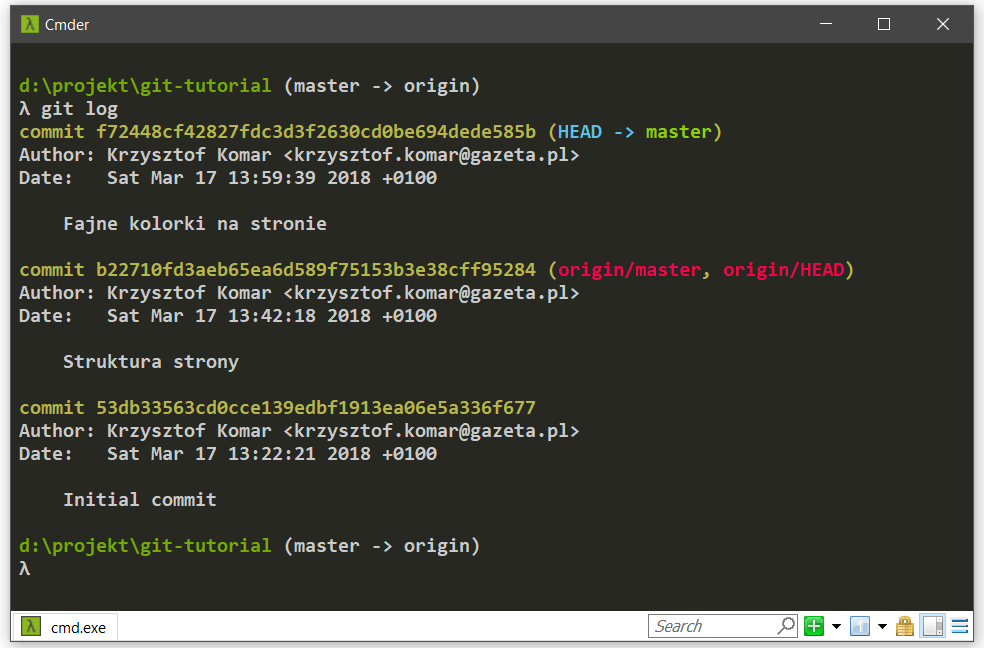 Cmder
d:\projekt\git-tutorial (master -> origin)
λ git log
commit f72448cf42827fdc3d3f2630cd0be694dede585b (HEAD -> master)
Author: Krzysztof Komar <krzysztof.komar@gazeta.pl>
Date:   Sat Mar 17 13:59:39 2018 +0100
Fajne kolorki na stronie
commit b22710fd3aeb65ea6d589f75153b3e38cff95284 (origin/master, origin/HEAD)
Author: Krzysztof Komar <krzysztof.komar@gazeta.pl>
Date:   Sat Mar 17 13:42:18 2018 +0100
Struktura strony
commit 53db33563cd0cce139edbf1913ea06e5a336f677
Author: Krzysztof Komar <krzysztof.komar@gazeta.pl>
Date:   Sat Mar 17 13:22:21 2018 +0100
Initial commit
d:\projekt\git-tutorial (master -> origin)
λ
λ cmd.exe
Search
1